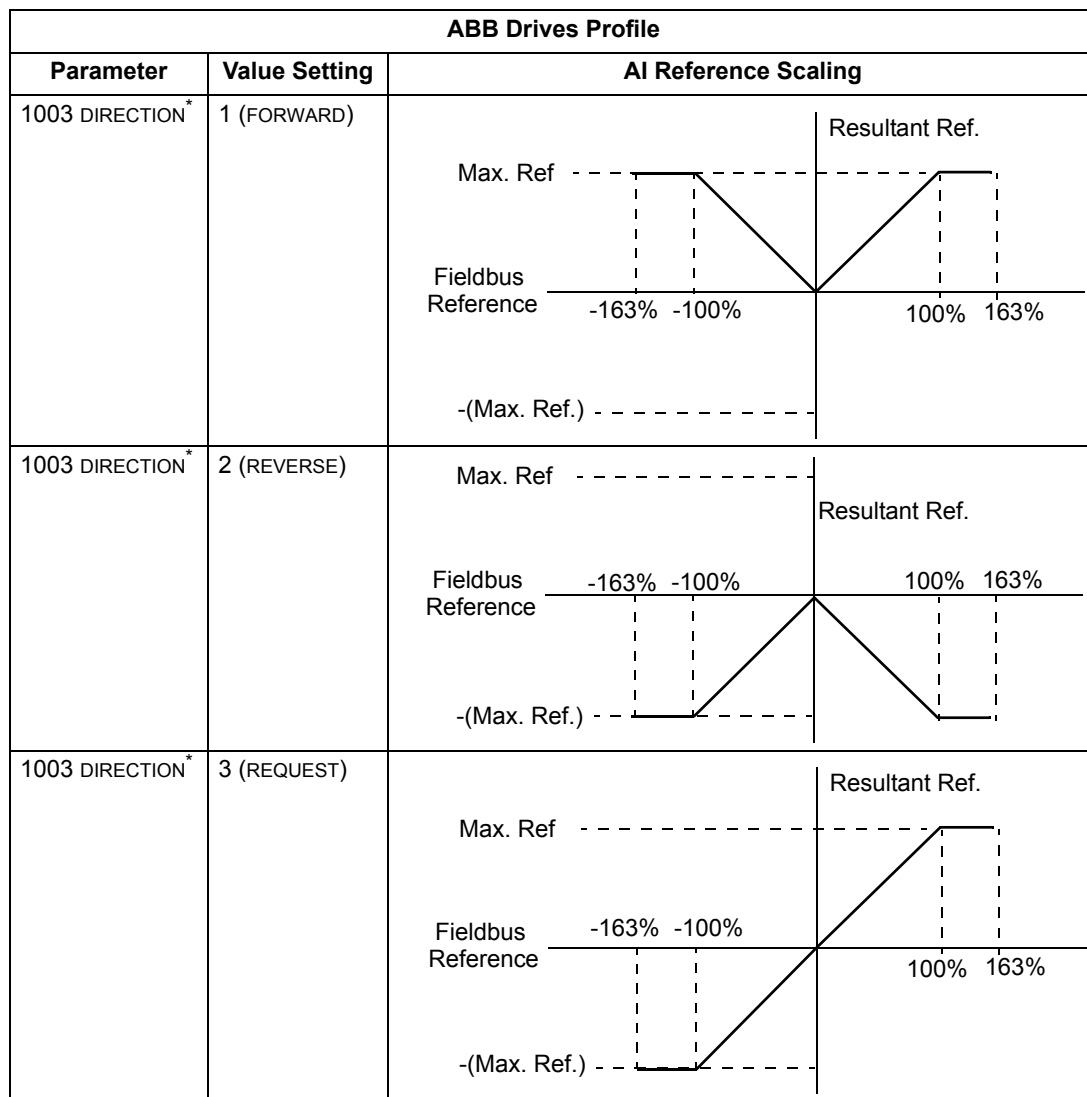 ABB Drives Profile
Parameter Value Setting AI Reference Scaling
1003 DIRECTION* 1 (FORWARD)
Resultant Ref.
Max. Ref
Fieldbus
Reference
-163% -100% 100% 163%
-(Max. Ref.)
1003 DIRECTION* 2 (REVERSE)
Max. Ref
Resultant Ref.
Fieldbus
Reference
-163% -100% 100% 163%
-(Max. Ref.)
1003 DIRECTION* 3 (REQUEST)
Resultant Ref.
Max. Ref
-163% -100%
Fieldbus
Reference
100% 163%
-(Max. Ref.)